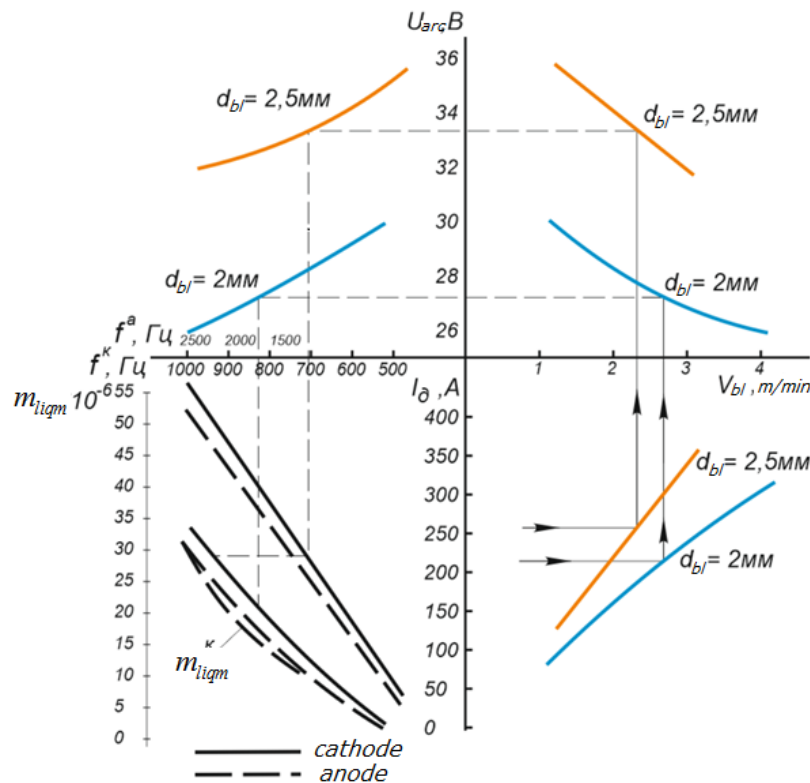 U_arc,B
36
34
32
30
28
26
d_bl = 2,5мм
d_bl = 2,5мм
d_bl = 2мм
d_bl = 2мм
f^a, Гц
2500 2000 1500
f^к, Гц
1000 900 800 700 600 500
1 2 3 4
V_bl , m/min
m_liqm 10^-6
55
50
45
40
35
30
25
20
15
10
5
0
I_∂ ,A
400
350
300
250
200
150
100
50
0
d_bl = 2,5мм
d_bl = 2мм
m_liqm^к
cathode
anode